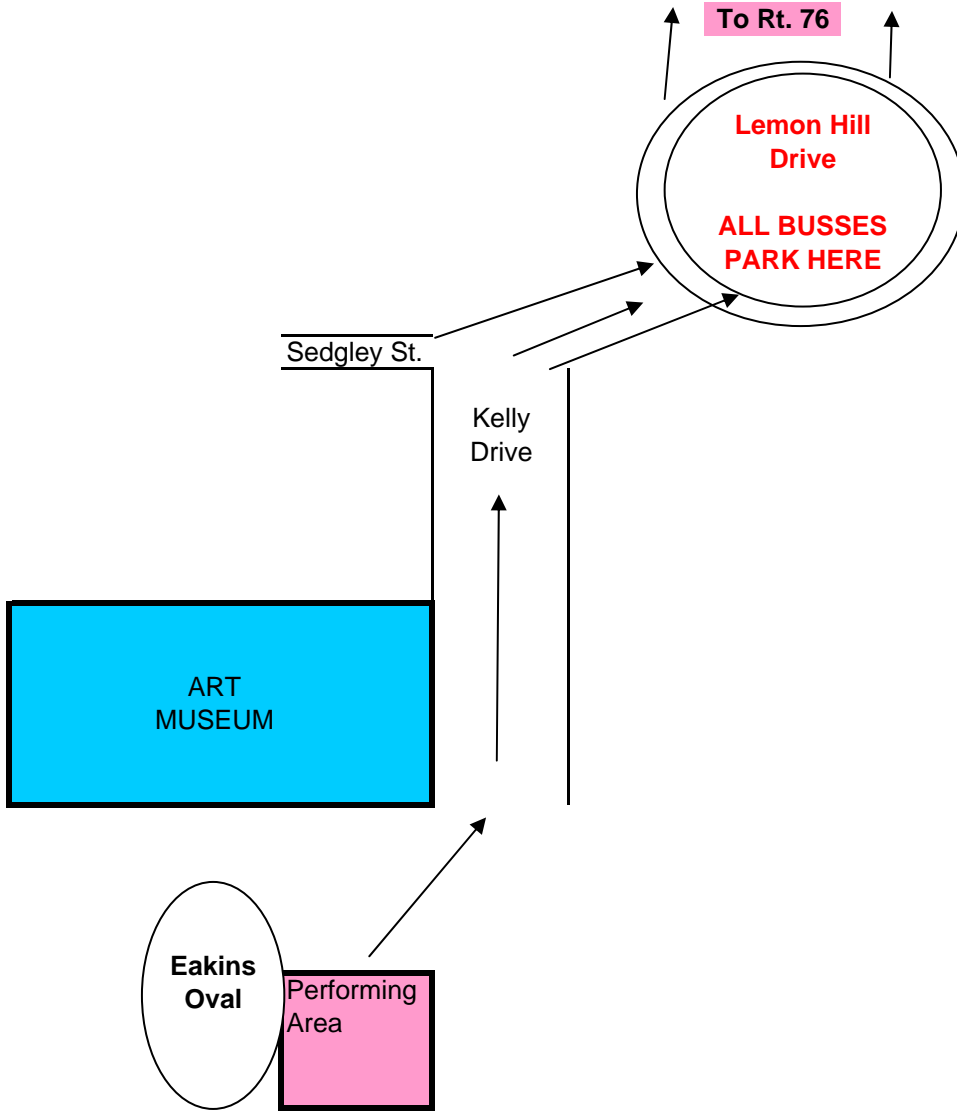 To Rt. 76
Lemon Hill
Drive
ALL BUSSES
PARK HERE
Sedgley St.
Kelly
Drive
ART
MUSEUM
Eakins
Oval
Performing
Area